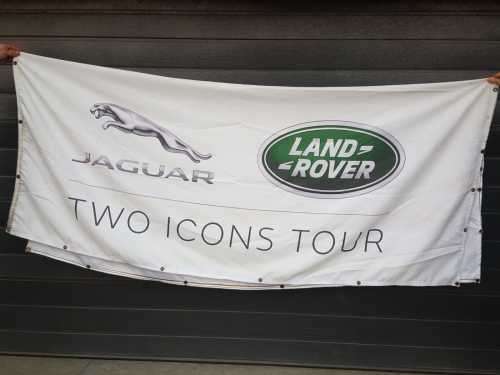 JAGUAR
LAND
ROVER
TWO ICONS TOUR